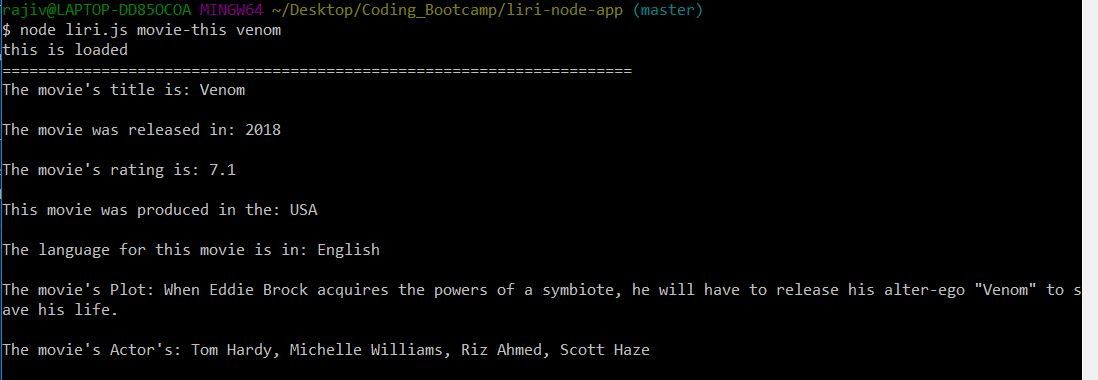 rajiv@LAPTOP-DD85OCOA MINGW64 ~/Desktop/Coding_Bootcamp/liri-node-app (master)
$ node liri.js movie-this venom
this is loaded
======================================================================
The movie's title is: Venom
The movie was released in: 2018
The movie's rating is: 7.1
This movie was produced in the: USA
The language for this movie is in: English
The movie's Plot: When Eddie Brock acquires the powers of a symbiote, he will have to release his alter-ego "Venom" to s
ave his life.
The movie's Actor's: Tom Hardy, Michelle Williams, Riz Ahmed, Scott Haze